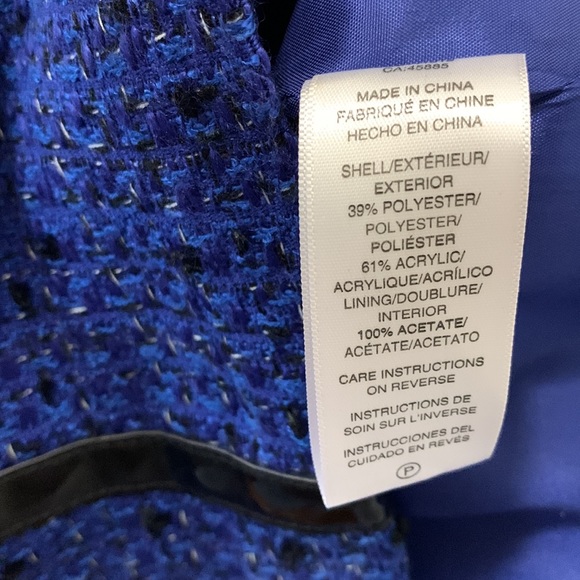 CA:45885
MADE IN CHINA
FABRIQUÉ EN CHINE
HECHO EN CHINA
SHELL/EXTÉRIEUR/
EXTERIOR
39% POLYESTER/
POLYESTER/
POLIÉSTER
61% ACRYLIC/
ACRYLIQUE/ACRÍLICO
LINING/DOUBLURE/
INTERIOR
100% ACETATE/
ACÉTATE/ACETATO
CARE INSTRUCTIONS
ON REVERSE
INSTRUCTIONS DE
SOIN SUR L'INVERSE
INSTRUCCIONES DEL
CUIDADO EN REVÉS
P